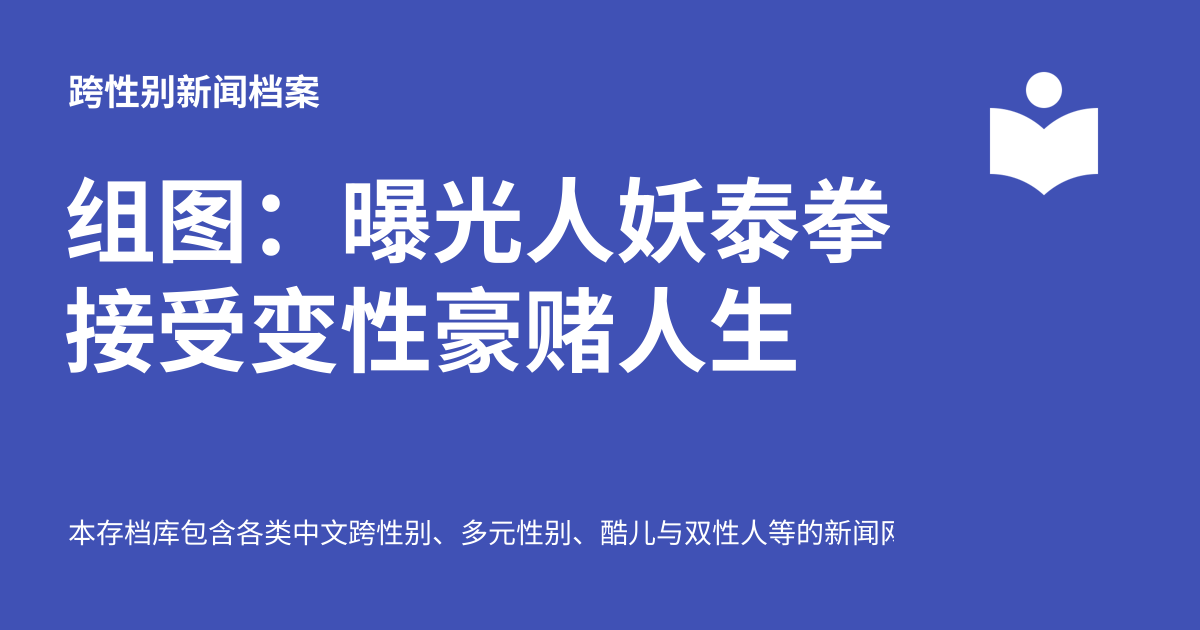 跨性别新闻档案
组图：曝光人妖泰拳
接受变性豪赌人生
本存档库包含各类中文跨性别、多元性别、酷儿与双性人等的新闻